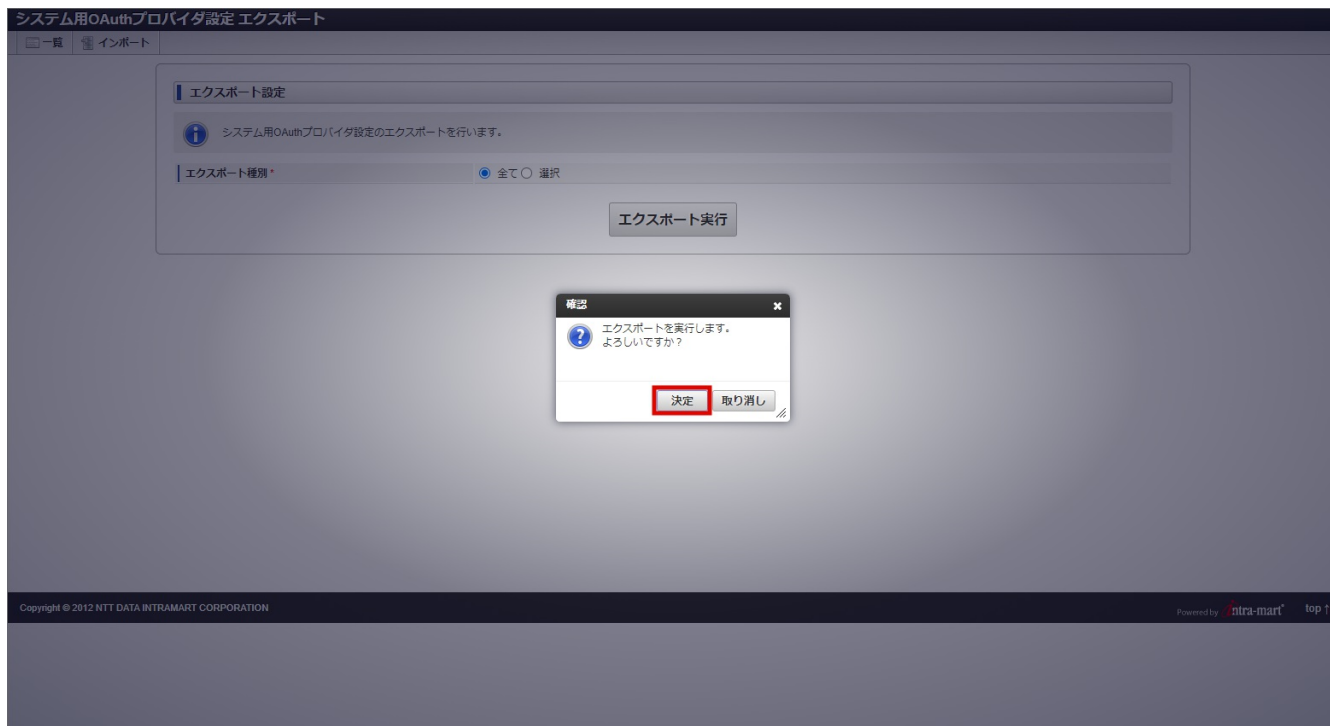 システム用OAuthプロバイダ設定 エクスポート
一覧 インポート
エクスポート設定
システム用OAuthプロバイダ設定のエクスポートを行います。
エクスポート種別* 全て 選択
エクスポート実行
確認
エクスポートを実行します。
よろしいですか？
決定 取り消し
Copyright © 2012 NTT DATA INTRAMART CORPORATION
Powered by intra-mart top ↑